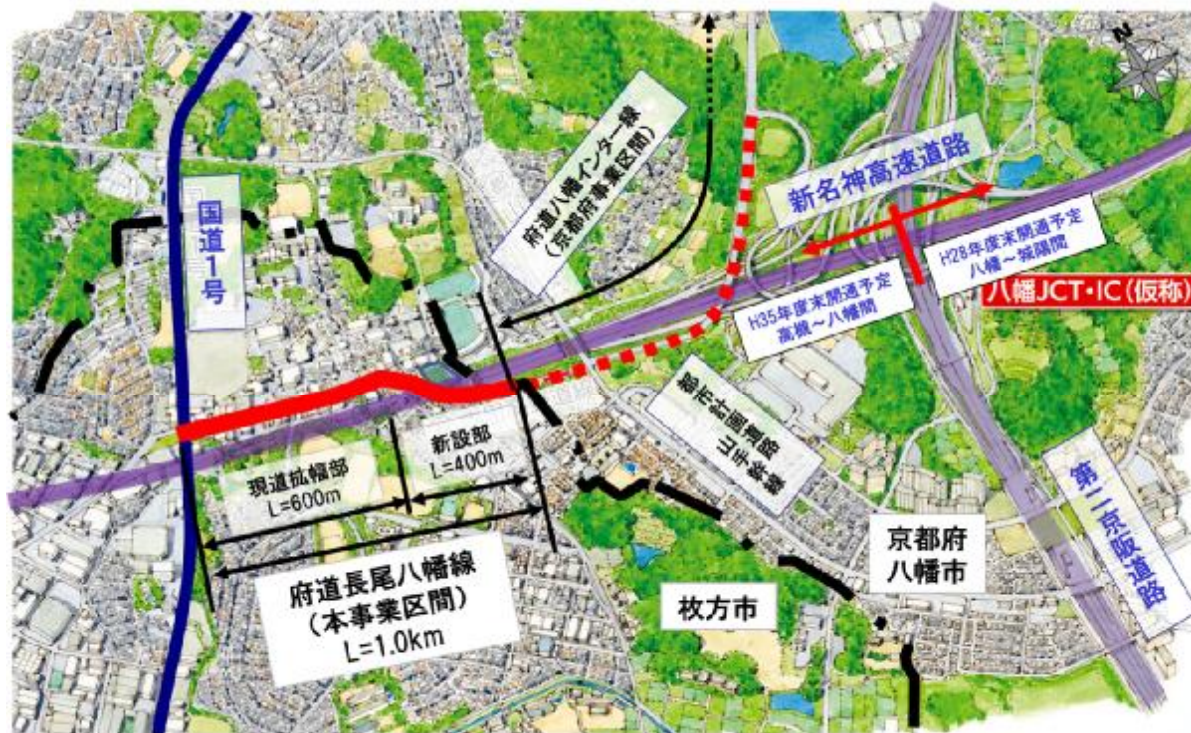 府道八幡インター線
(京都府事業区間)
新名神高速道路
国道1号
H28年度末開通予定
八幡～城陽間
八幡JCT・IC(仮称)
H35年度末開通予定
高槻～八幡間
都市計画道路
山手幹線
新設部
L=400m
現道拡幅部
L=600m
府道長尾八幡線
(本事業区間)
L=1.0km
京都府
八幡市
枚方市
第二京阪道路